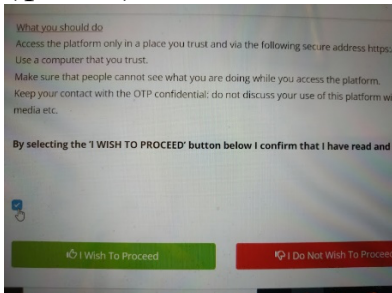 What you should do
Access the platform only in a place you trust and via the following secure address https:
Use a computer that you trust.
Make sure that people cannot see what you are doing while you access the platform.
Keep your contact with the OTP confidential: do not discuss your use of this platform
media etc.
By selecting the 'I WISH TO PROCEED' button below I confirm that I have read and
I Wish To Proceed
I Do Not Wish To Proceed